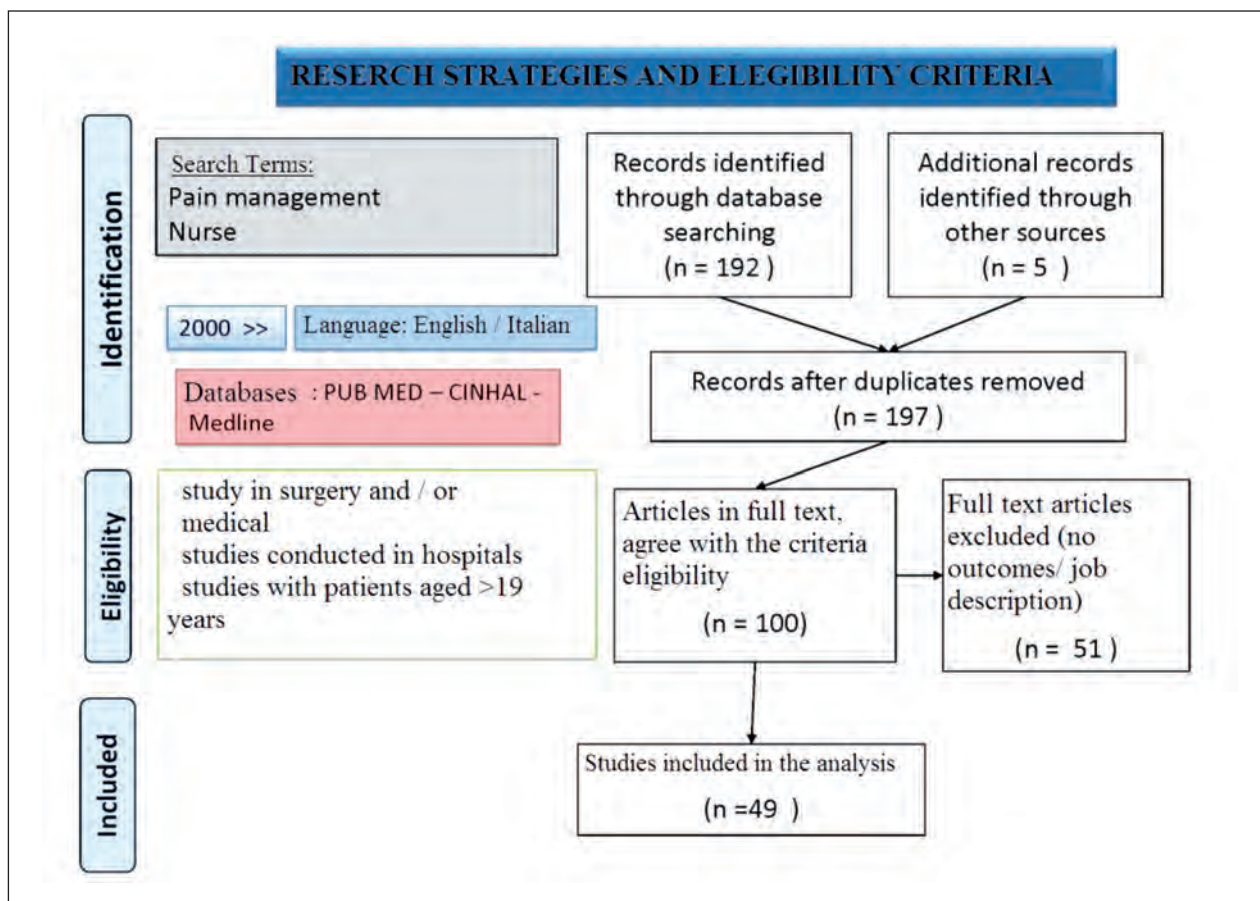 RESERCH STRATEGIES AND ELEGIBILITY CRITERIA
Identification
Search Terms:
Pain management
Nurse
Records identified
through database
searching
(n = 192 )
Additional records
identified through
other sources
(n = 5 )
2000 >>
Language: English / Italian
Databases : PUB MED – CINHAL -
Medline
Records after duplicates removed
(n = 197 )
Eligibility
study in surgery and / or
medical
studies conducted in hospitals
studies with patients aged >19
years
Articles in full text,
agree with the criteria
eligibility
(n = 100)
Full text articles
excluded (no
outcomes/ job
description)
(n = 51 )
Included
Studies included in the analysis
(n =49 )